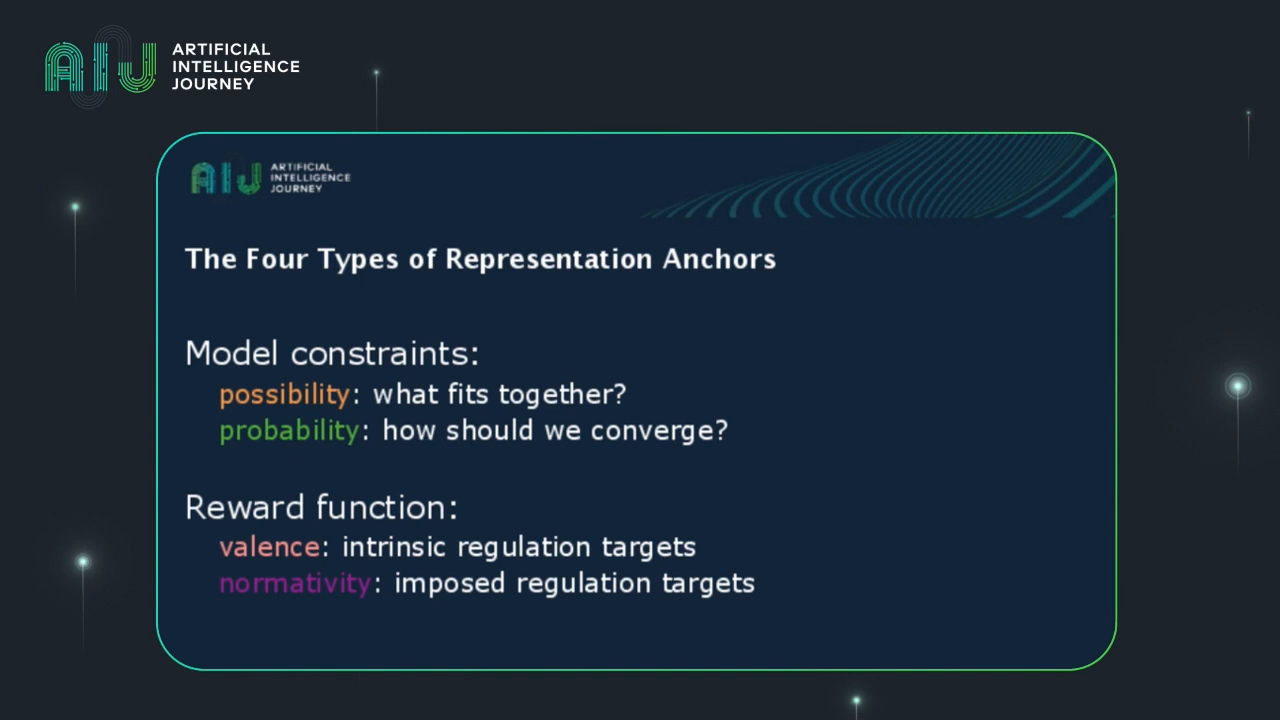 ARTIFICIAL
INTELLIGENCE
JOURNEY
ARTIFICIAL
INTELLIGENCE
JOURNEY
The Four Types of Representation Anchors
Model constraints:
possibility: what fits together?
probability: how should we converge?
Reward function:
valence: intrinsic regulation targets
normativity: imposed regulation targets